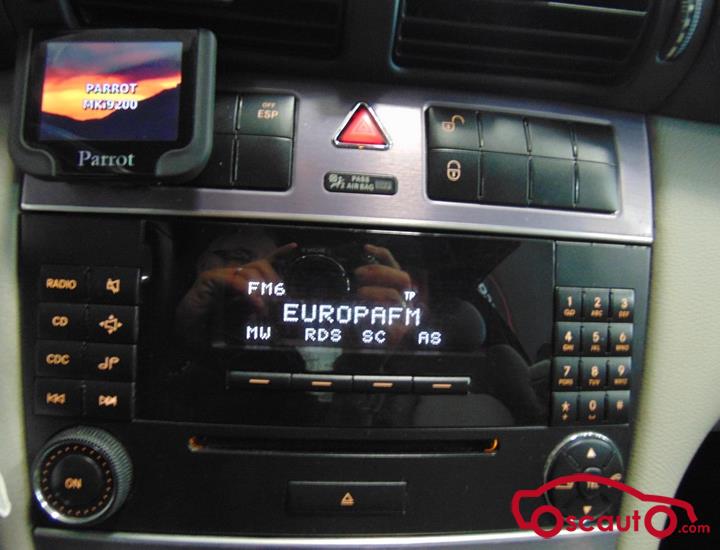 PARROT
MKi9200
Parrot
OFF
ESP
PASS
AIR BAG
RADIO
CD
CDC
ON
FM6
TP
EUROPAFM
MW RDS SC AS
1 2 3
ABC DEF
4 5 6
GHI JKL MNO
7 8 9
PQRS TUV WXYZ
* 0 #
TEL
OscautO.com